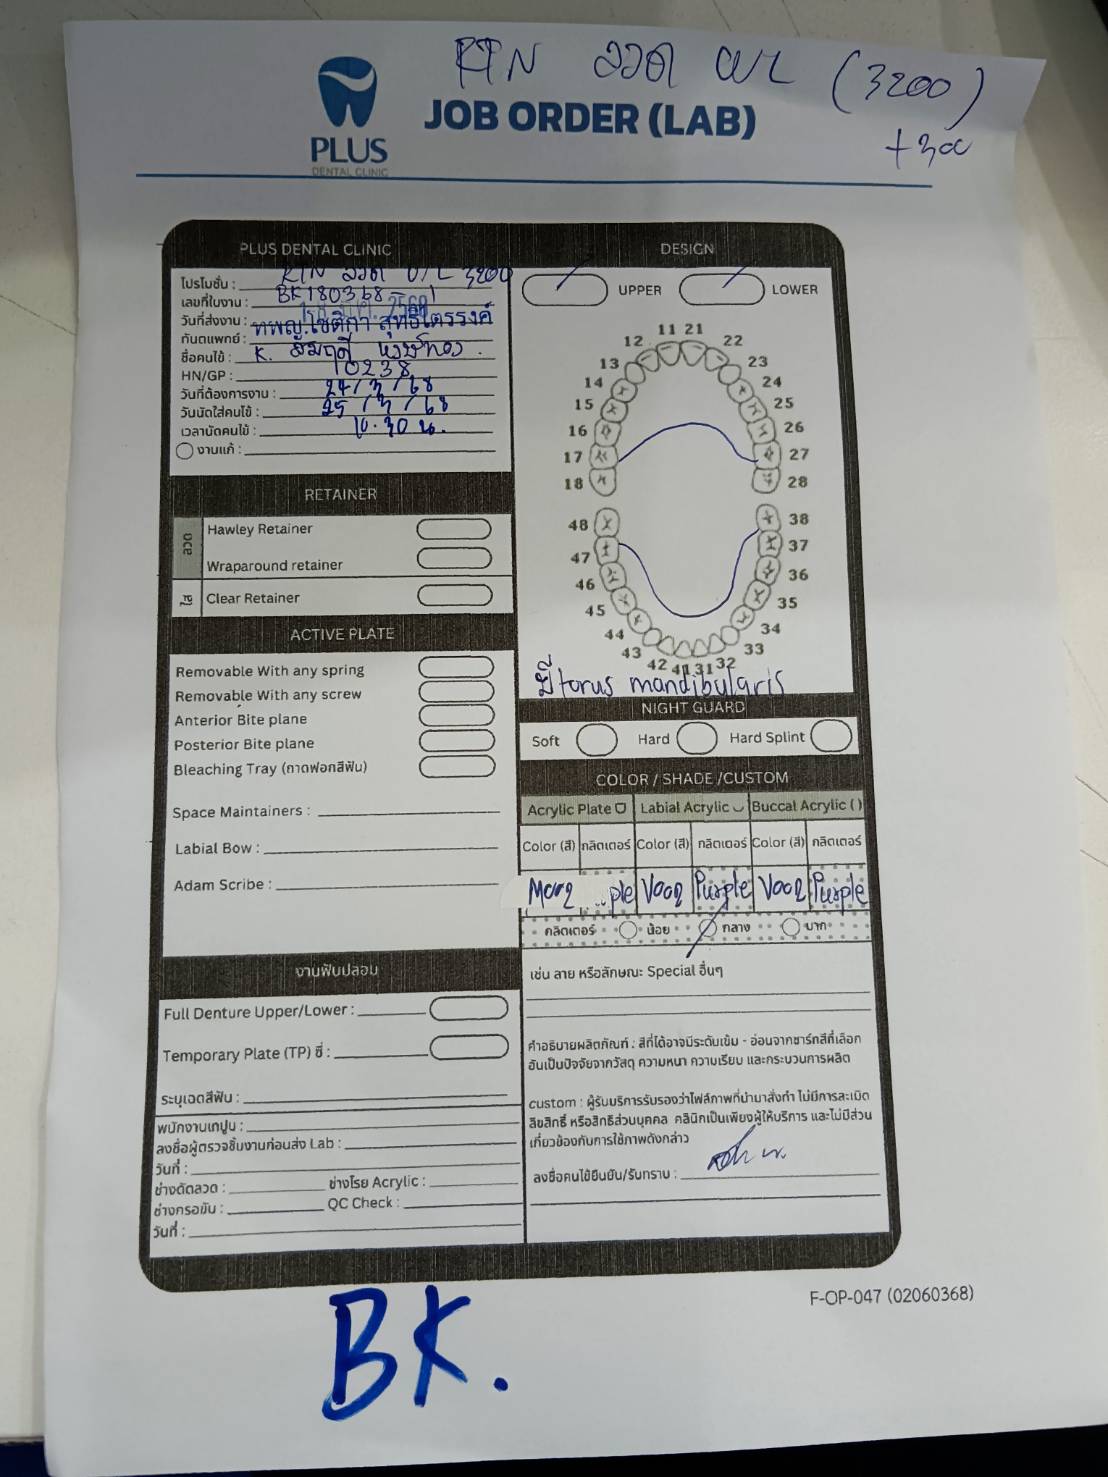 RTN ลวด U/L (3200)
+300
PLUS
DENTAL CLINIC
JOB ORDER (LAB)
PLUS DENTAL CLINIC
โปรโมชั่น : RTN ลวด U/L 3200
เลขที่ใบงาน : BK180368-1
วันที่ส่งงาน : 18 มี.ค. 2568
ทันตแพทย์ : ทพญ.โชติกา สุทธิไตรรงค์
ชื่อคนไข้ : K. สมฤดี
HN/GP : 10238
วันที่ต้องการงาน : 24/3/68
วันนัดใส่คนไข้ : 25/3/68
เวลานัดคนไข้ : 10.30 น.
งานแก้ :
RETAINER
ลวด
Hawley Retainer
Wraparound retainer
ใส
Clear Retainer
ACTIVE PLATE
Removable With any spring
Removable With any screw
Anterior Bite plane
Posterior Bite plane
Bleaching Tray (ถาดฟอกสีฟัน)
Space Maintainers :
Labial Bow :
Adam Scribe :
งานฟันปลอม
Full Denture Upper/Lower :
Temporary Plate (TP) ซี่ :
ระบุเฉดสีฟัน :
พนักงานเทปูน :
ลงชื่อผู้ตรวจชิ้นงานก่อนส่ง Lab :
วันที่ :
ช่างดัดลวด : ช่างโรย Acrylic :
ช่างกรอขัด : QC Check :
วันที่ :
DESIGN
UPPER LOWER
11 21
12 22
13 23
14 24
15 25
16 26
17 27
18 28
48 38
47 37
46 36
45 35
44 34
43 33
42 41 31 32
มี torus mandibularis
NIGHT GUARD
Soft Hard Hard Splint
COLOR / SHADE /CUSTOM
Acrylic Plate Labial Acrylic Buccal Acrylic ( )
Color (สี) กลิตเตอร์ Color (สี) กลิตเตอร์ Color (สี) กลิตเตอร์
ple V002 Purple V002 Purple
กลิตเตอร์ น้อย กลาง มาก
เช่น ลาย หรือลักษณะ Special อื่นๆ
คำอธิบายผลิตภัณฑ์ : สีที่ได้อาจมีระดับเข้ม - อ่อนจากชาร์ทสีที่เลือก
อันเป็นปัจจัยจากวัสดุ ความหนา ความเรียบ และกระบวนการผลิต
custom : ผู้รับบริการรับรองว่าไฟล์ภาพที่นำมาสั่งทำ ไม่มีการละเมิด
ลิขสิทธิ์ หรือสิทธิส่วนบุคคล คลินิกเป็นเพียงผู้ให้บริการ และไม่มีส่วน
เกี่ยวข้องกับการใช้ภาพดังกล่าว
ลงชื่อคนไข้ยืนยัน/รับทราบ :
F-OP-047 (02060368)
BK.